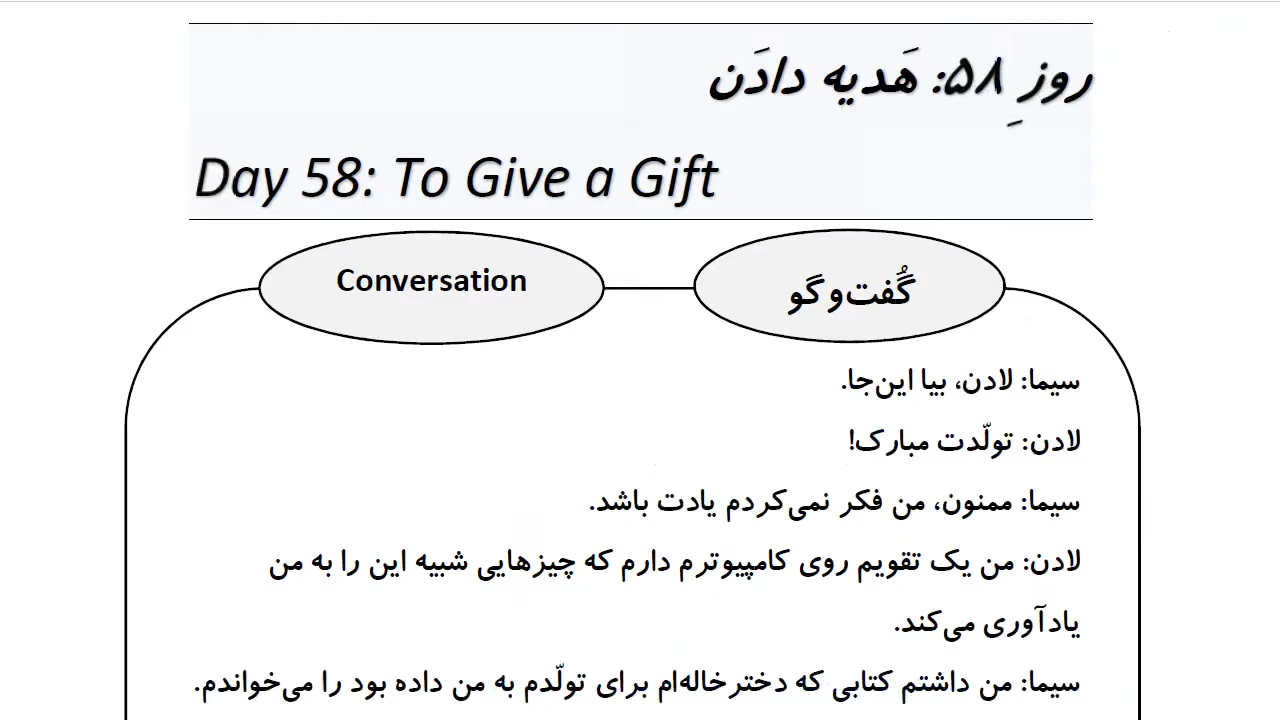 روزِ ۵۸: هَدیه دادَن
Day 58: To Give a Gift
Conversation
گُفت‌و‌گو
سیما: لادن، بیا این‌جا.
لادن: تولّدت مبارک!
سیما: ممنون، من فکر نمی‌کردم یادت باشد.
لادن: من یک تقویم روی کامپیوترم دارم که چیزهایی شبیه این را به من
یادآوری می‌کند.
سیما: من داشتم کتابی که دخترخاله‌ام برای تولّدم به من داده بود را می‌خواندم.